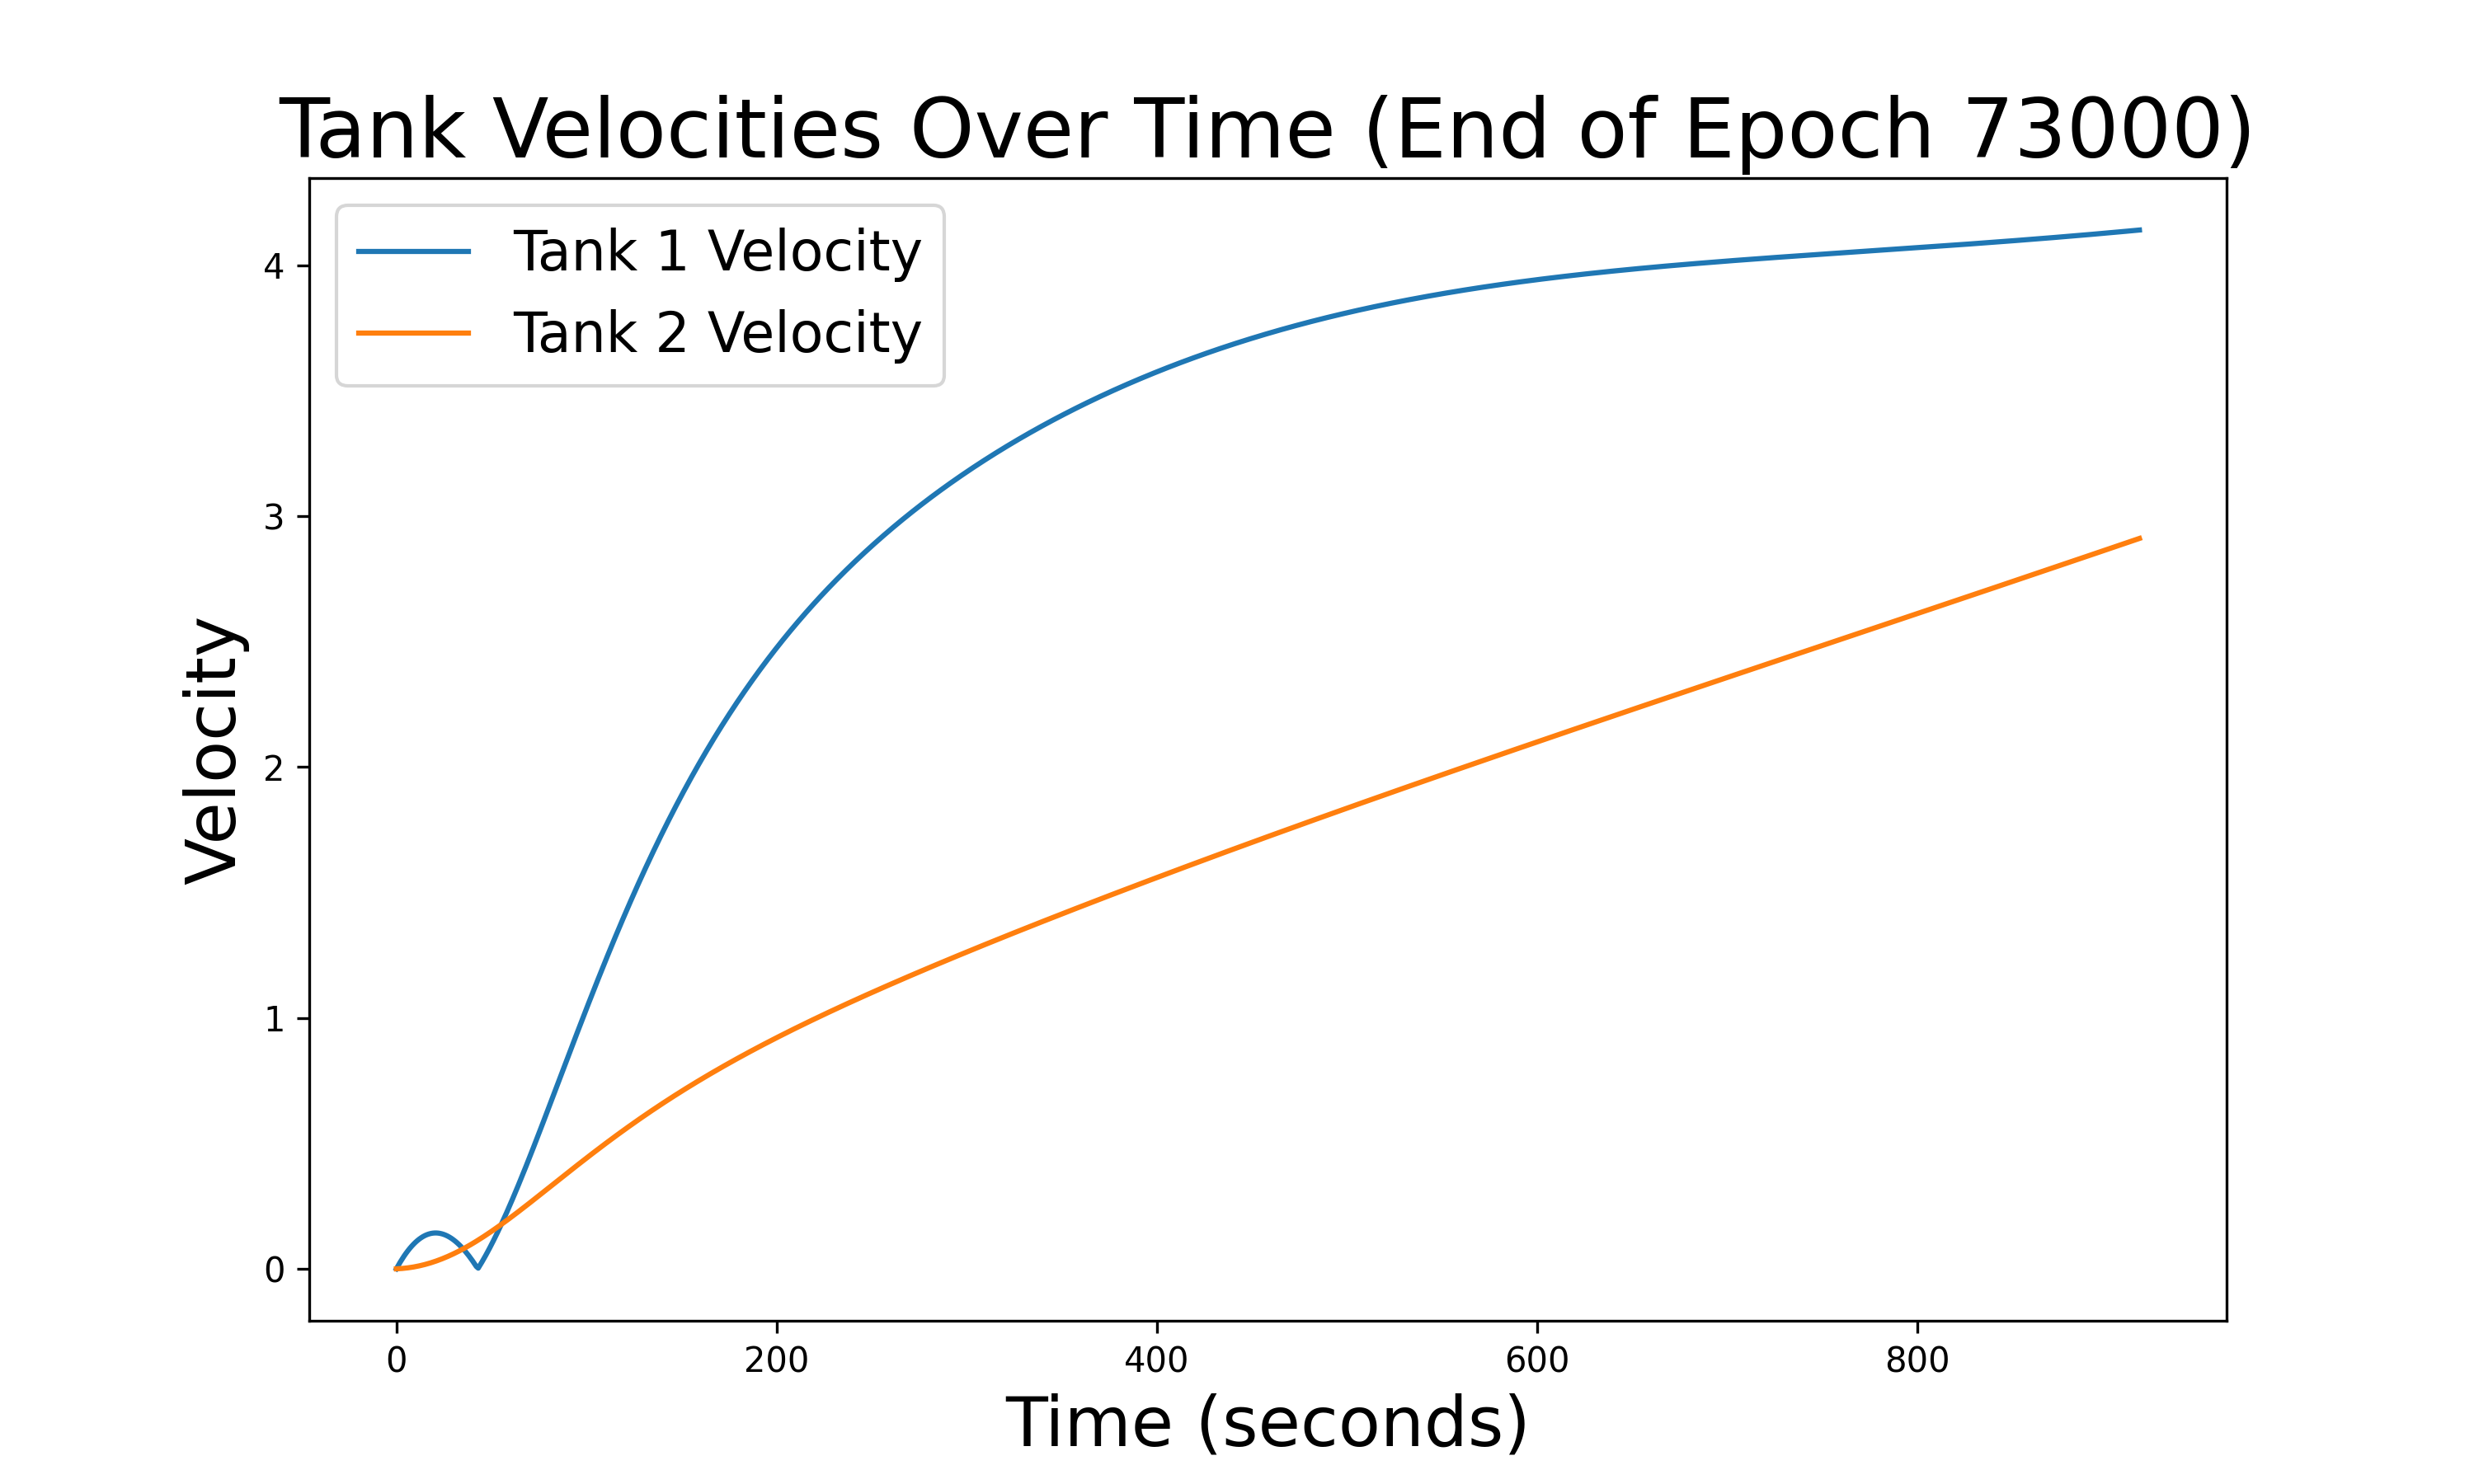 Tank Velocities Over Time (End of Epoch 73000)
Tank 1 Velocity
Tank 2 Velocity
Velocity
4
3
2
1
0
0 200 400 600 800
Time (seconds)